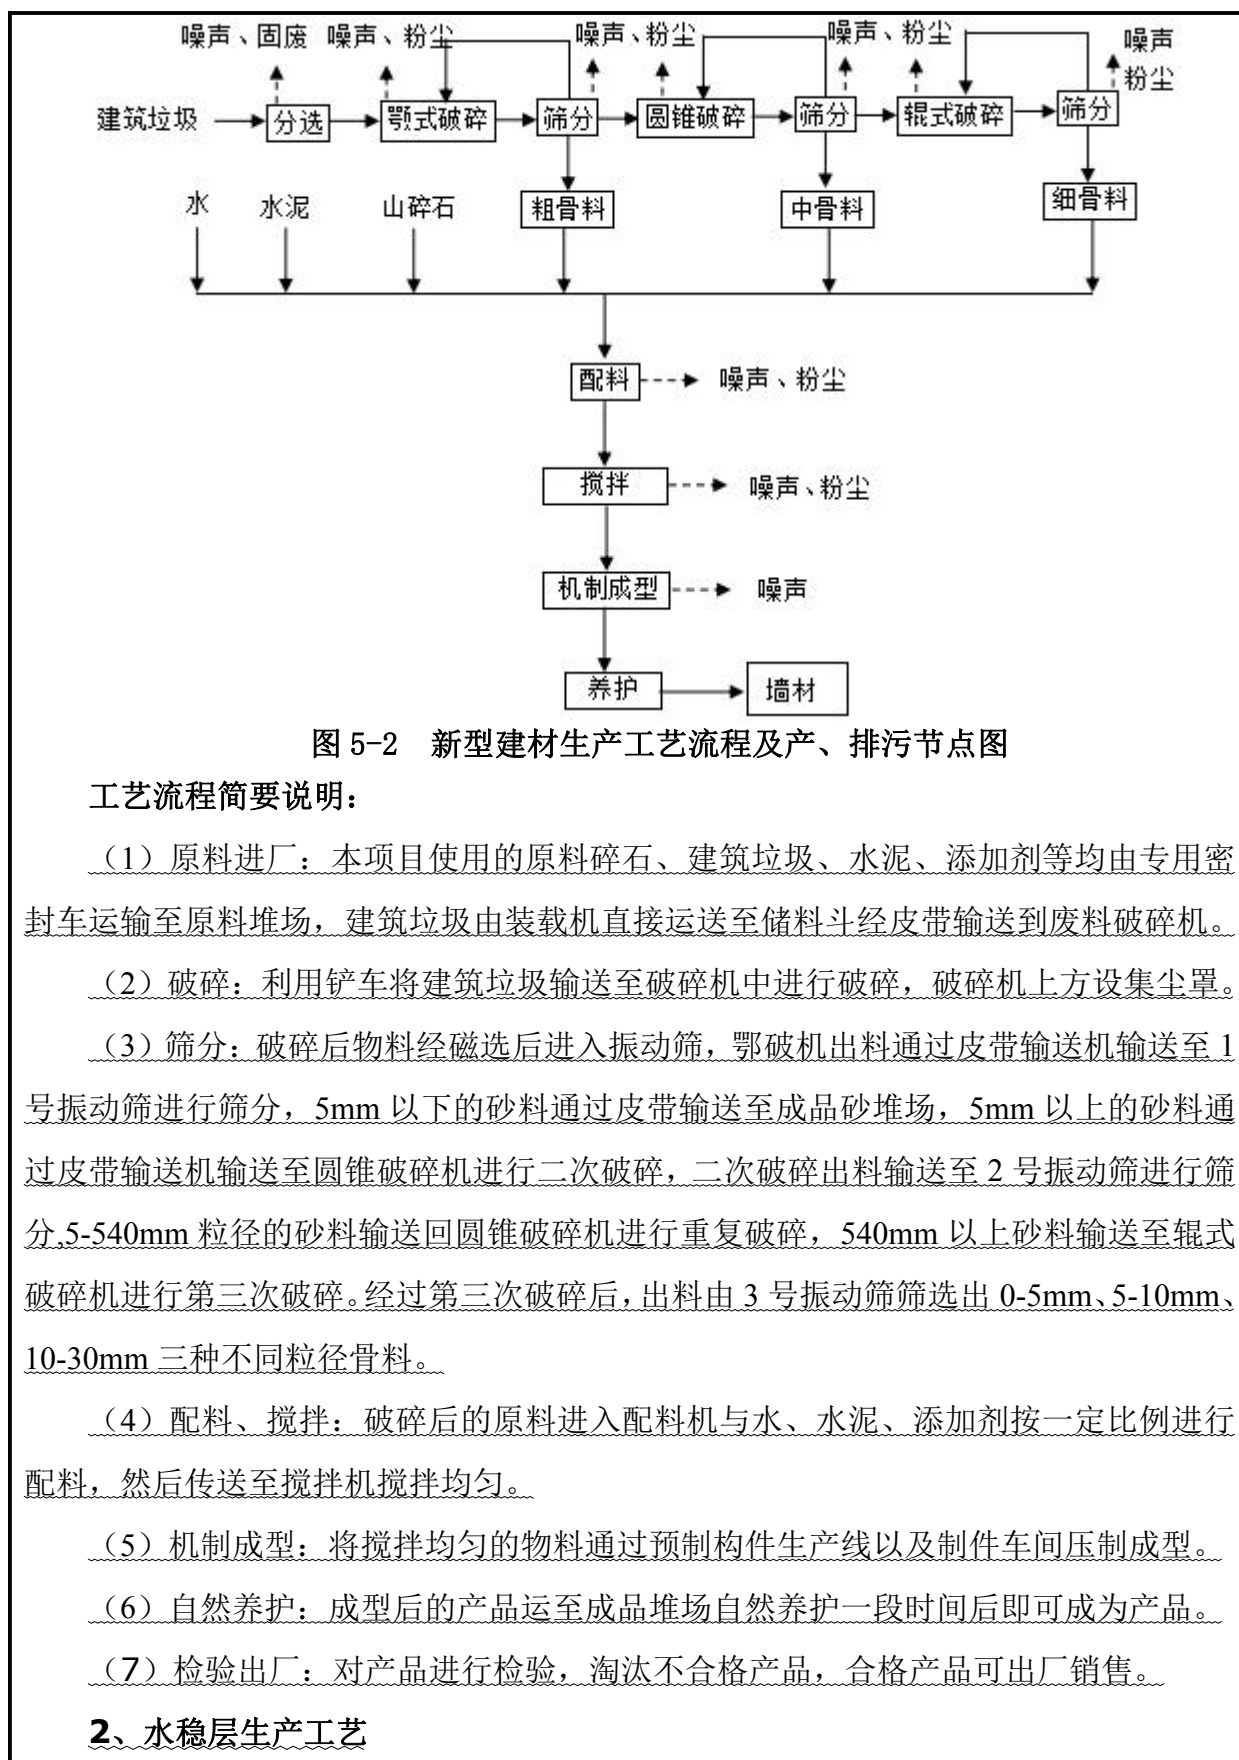 噪声、固废 噪声、粉尘 噪声、粉尘 噪声、粉尘 噪声
粉尘
建筑垃圾 分选 颚式破碎 筛分 圆锥破碎 筛分 辊式破碎 筛分
水 水泥 山碎石 粗骨料 中骨料 细骨料
配料 噪声、粉尘
搅拌 噪声、粉尘
机制成型 噪声
养护 墙材
图 5-2 新型建材生产工艺流程及产、排污节点图
工艺流程简要说明：
（1）原料进厂：本项目使用的原料碎石、建筑垃圾、水泥、添加剂等均由专用密
封车运输至原料堆场，建筑垃圾由装载机直接运送至储料斗经皮带输送到废料破碎机。
（2）破碎：利用铲车将建筑垃圾输送至破碎机中进行破碎，破碎机上方设集尘罩。
（3）筛分：破碎后物料经磁选后进入振动筛，鄂破机出料通过皮带输送机输送至 1
号振动筛进行筛分，5mm 以下的砂料通过皮带输送至成品砂堆场，5mm 以上的砂料通
过皮带输送机输送至圆锥破碎机进行二次破碎，二次破碎出料输送至 2 号振动筛进行筛
分,5-540mm 粒径的砂料输送回圆锥破碎机进行重复破碎，540mm 以上砂料输送至辊式
破碎机进行第三次破碎。经过第三次破碎后，出料由 3 号振动筛筛选出 0-5mm、5-10mm、
10-30mm 三种不同粒径骨料。
（4）配料、搅拌：破碎后的原料进入配料机与水、水泥、添加剂按一定比例进行
配料，然后传送至搅拌机搅拌均匀。
（5）机制成型：将搅拌均匀的物料通过预制构件生产线以及制件车间压制成型。
（6）自然养护：成型后的产品运至成品堆场自然养护一段时间后即可成为产品。
（7）检验出厂：对产品进行检验，淘汰不合格产品，合格产品可出厂销售。
2、水稳层生产工艺